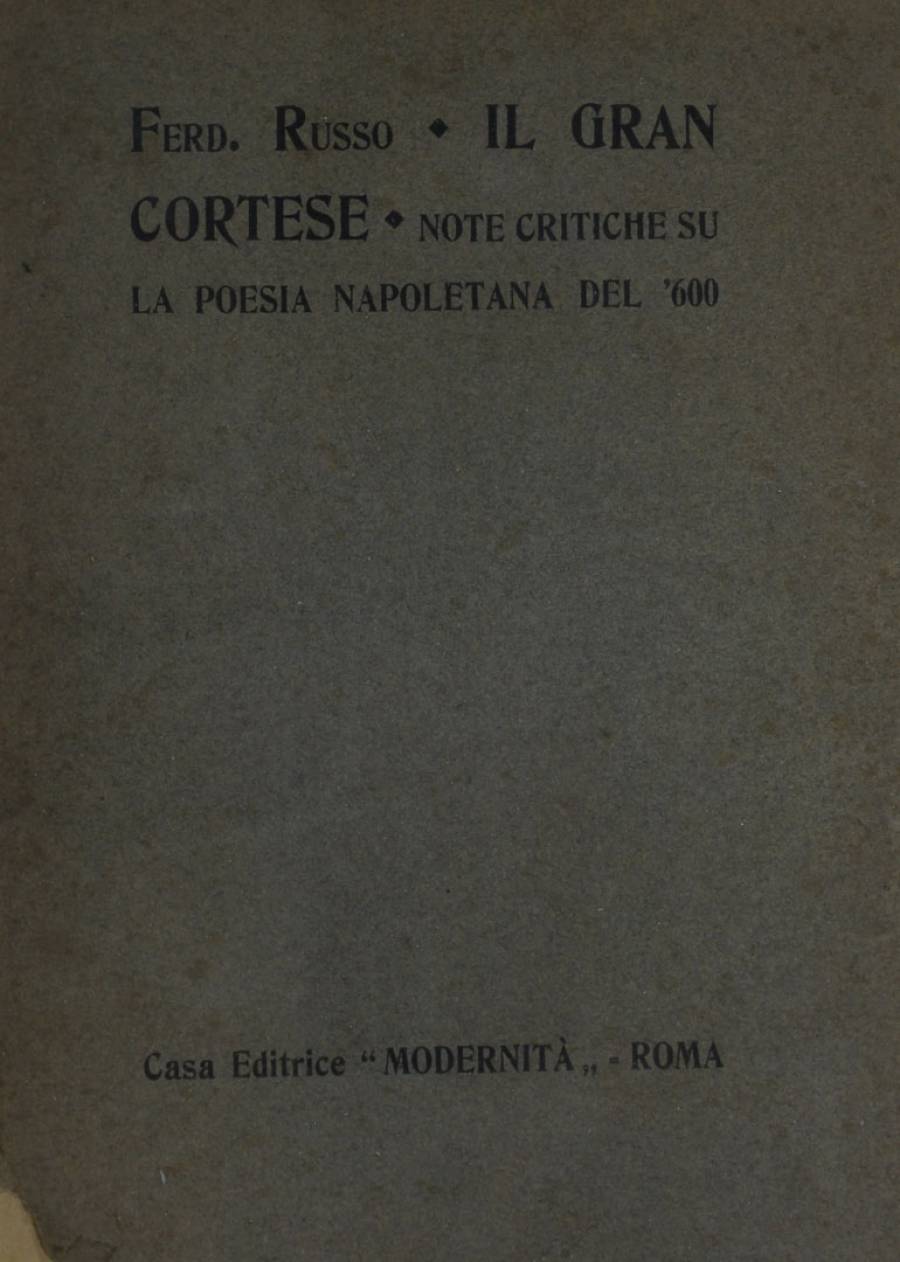 FERD. RUSSO ◆ IL GRAN
CORTESE ◆ NOTE CRITICHE SU
LA POESIA NAPOLETANA DEL '600
Casa Editrice “ MODERNITÀ „ - ROMA